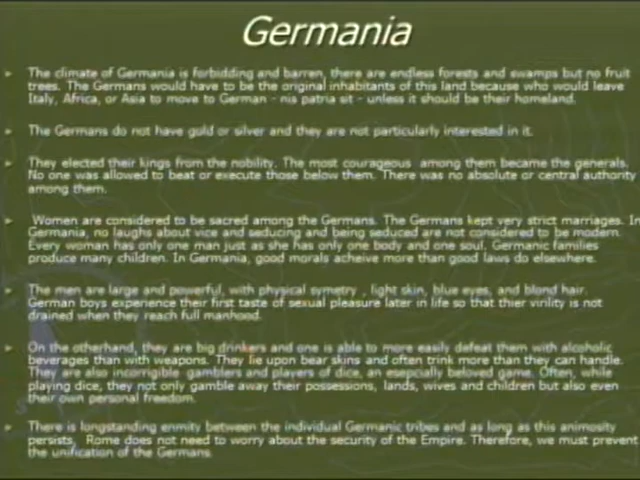 Germania
The climate of Germania is forbidding and barren, there are endless forests and swamps but no fruit
trees. The Germans would have to be the original inhabitants of this land because who would leave
Italy, Africa, or Asia to move to German - nis patria sit - unless it should be their homeland.
The Germans do not have gold or silver and they are not particularly interested in it.
They elected their kings from the nobility. The most courageous among them became the generals.
No one was allowed to beat or execute those below them. There was no absolute or central authority
among them.
Women are considered to be sacred among the Germans. The Germans kept very strict marriages. In
Germania, no laughs about vice and seducing and being seduced are not considered to be modern.
Every woman has only one man just as she has only one body and one soul. Germanic families
produce many children. In Germania, good morals acheive more than good laws do elsewhere.
The men are large and powerful, with physical symetry , light skin, blue eyes, and blond hair.
German boys experience their first taste of sexual pleasure later in life so that thier virility is not
drained when they reach full manhood.
On the otherhand, they are big drinkers and one is able to more easily defeat them with alcoholic
beverages than with weapons. They lie upon bear skins and often drink more than they can handle.
They are also incorrigible gamblers and players of dice, an esepcially beloved game. Often, while
playing dice, they not only gamble away their possessions, lands, wives and children but also even
their own personal freedom.
There is longstanding enmity between the individual Germanic tribes and as long as this animosity
persists, Rome does not need to worry about the security of the Empire. Therefore, we must prevent
the unification of the Germans.